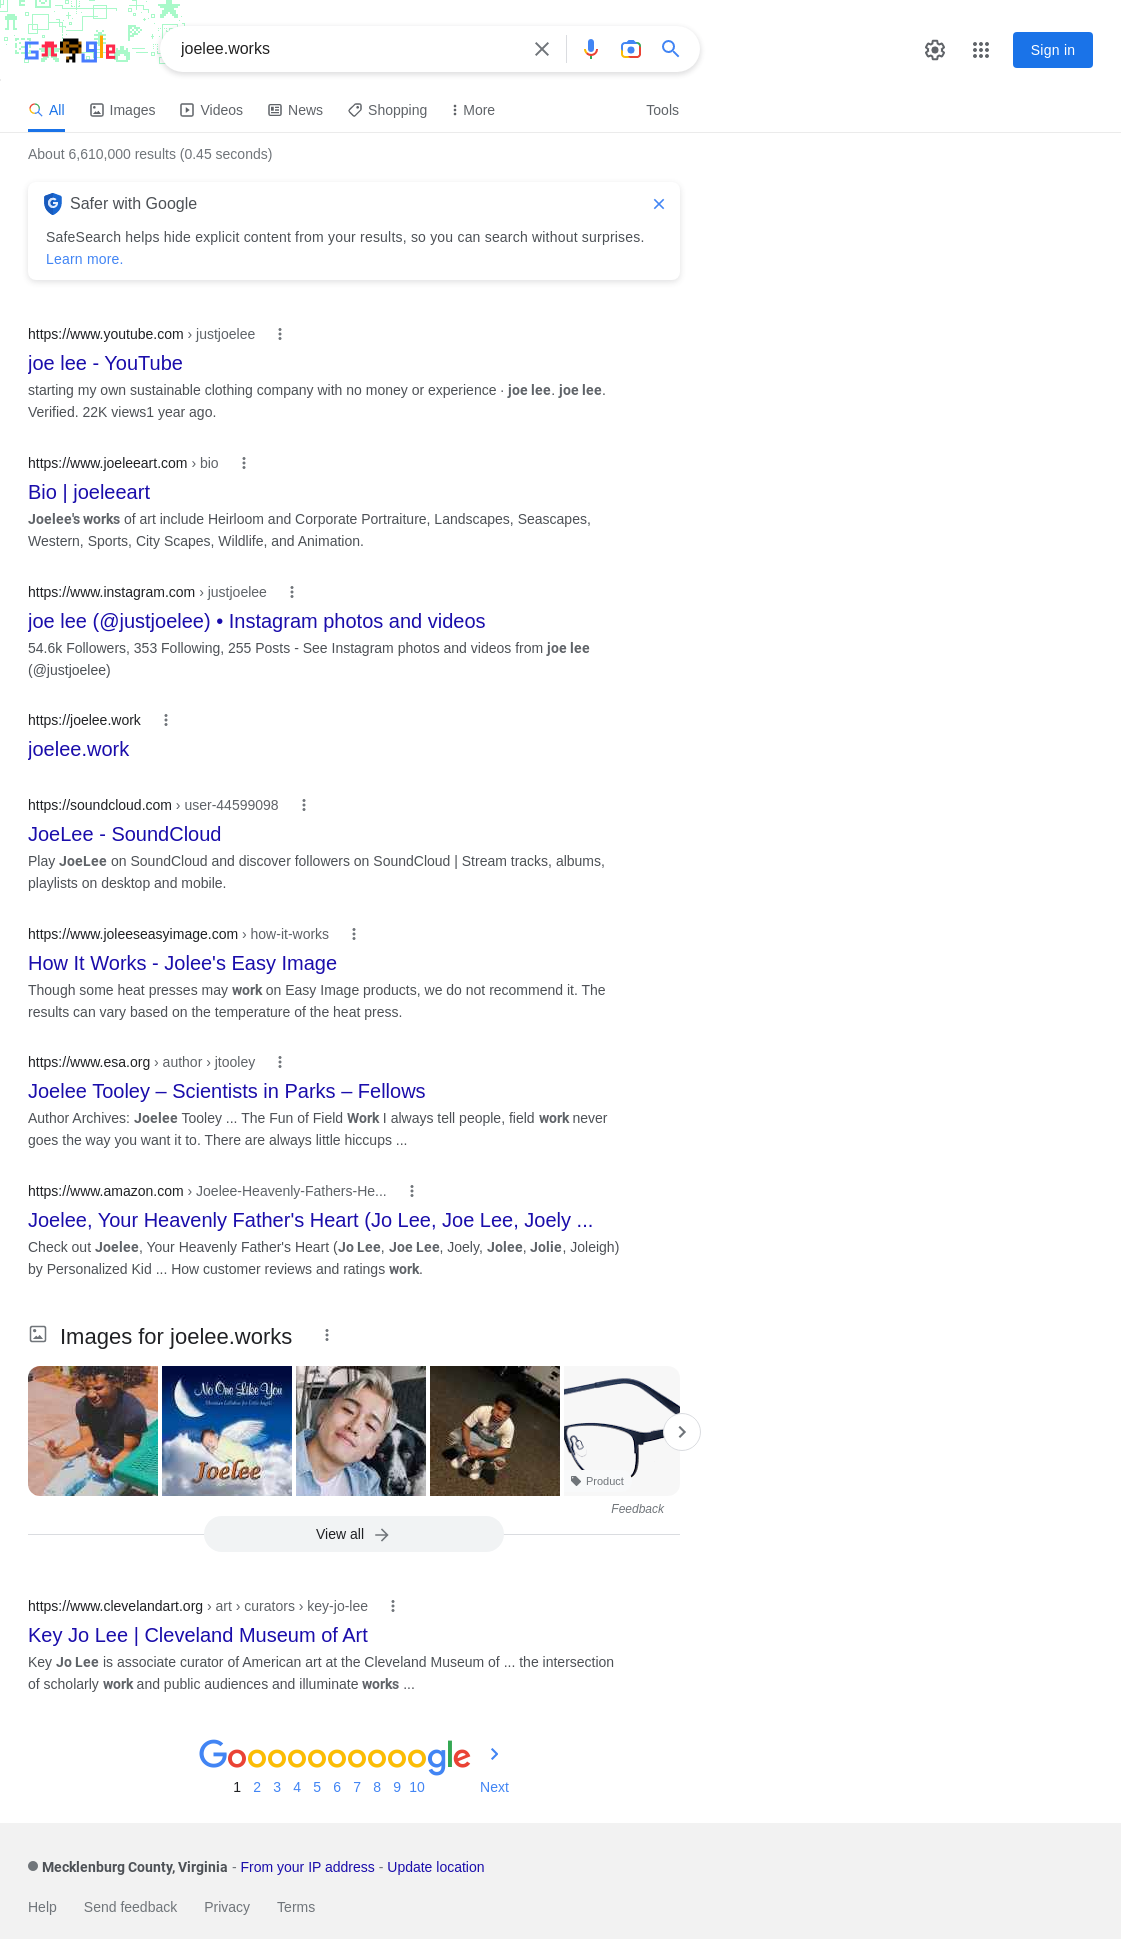 Google
joelee.works
Sign in
All
Images
Videos
News
Shopping
More
Tools
About 6,610,000 results (0.45 seconds)
Safer with Google
SafeSearch helps hide explicit content from your results, so you can search without surprises.
Learn more.
https://www.youtube.com › justjoelee
joe lee - YouTube
starting my own sustainable clothing company with no money or experience · joe lee. joe lee.
Verified. 22K views1 year ago.
https://www.joeleeart.com › bio
Bio | joeleeart
Joelee's works of art include Heirloom and Corporate Portraiture, Landscapes, Seascapes,
Western, Sports, City Scapes, Wildlife, and Animation.
https://www.instagram.com › justjoelee
joe lee (@justjoelee) • Instagram photos and videos
54.6k Followers, 353 Following, 255 Posts - See Instagram photos and videos from joe lee
(@justjoelee)
https://joelee.work
joelee.work
https://soundcloud.com › user-44599098
JoeLee - SoundCloud
Play JoeLee on SoundCloud and discover followers on SoundCloud | Stream tracks, albums,
playlists on desktop and mobile.
https://www.joleeseasyimage.com › how-it-works
How It Works - Jolee's Easy Image
Though some heat presses may work on Easy Image products, we do not recommend it. The
results can vary based on the temperature of the heat press.
https://www.esa.org › author › jtooley
Joelee Tooley – Scientists in Parks – Fellows
Author Archives: Joelee Tooley ... The Fun of Field Work I always tell people, field work never
goes the way you want it to. There are always little hiccups ...
https://www.amazon.com › Joelee-Heavenly-Fathers-He...
Joelee, Your Heavenly Father's Heart (Jo Lee, Joe Lee, Joely ...
Check out Joelee, Your Heavenly Father's Heart (Jo Lee, Joe Lee, Joely, Jolee, Jolie, Joleigh)
by Personalized Kid ... How customer reviews and ratings work.
Images for joelee.works
No One Like You
Joelee
Product
Feedback
View all
https://www.clevelandart.org › art › curators › key-jo-lee
Key Jo Lee | Cleveland Museum of Art
Key Jo Lee is associate curator of American art at the Cleveland Museum of ... the intersection
of scholarly work and public audiences and illuminate works ...
Goooooooooogle
1 2 3 4 5 6 7 8 9 10 Next
Mecklenburg County, Virginia - From your IP address - Update location
Help Send feedback Privacy Terms